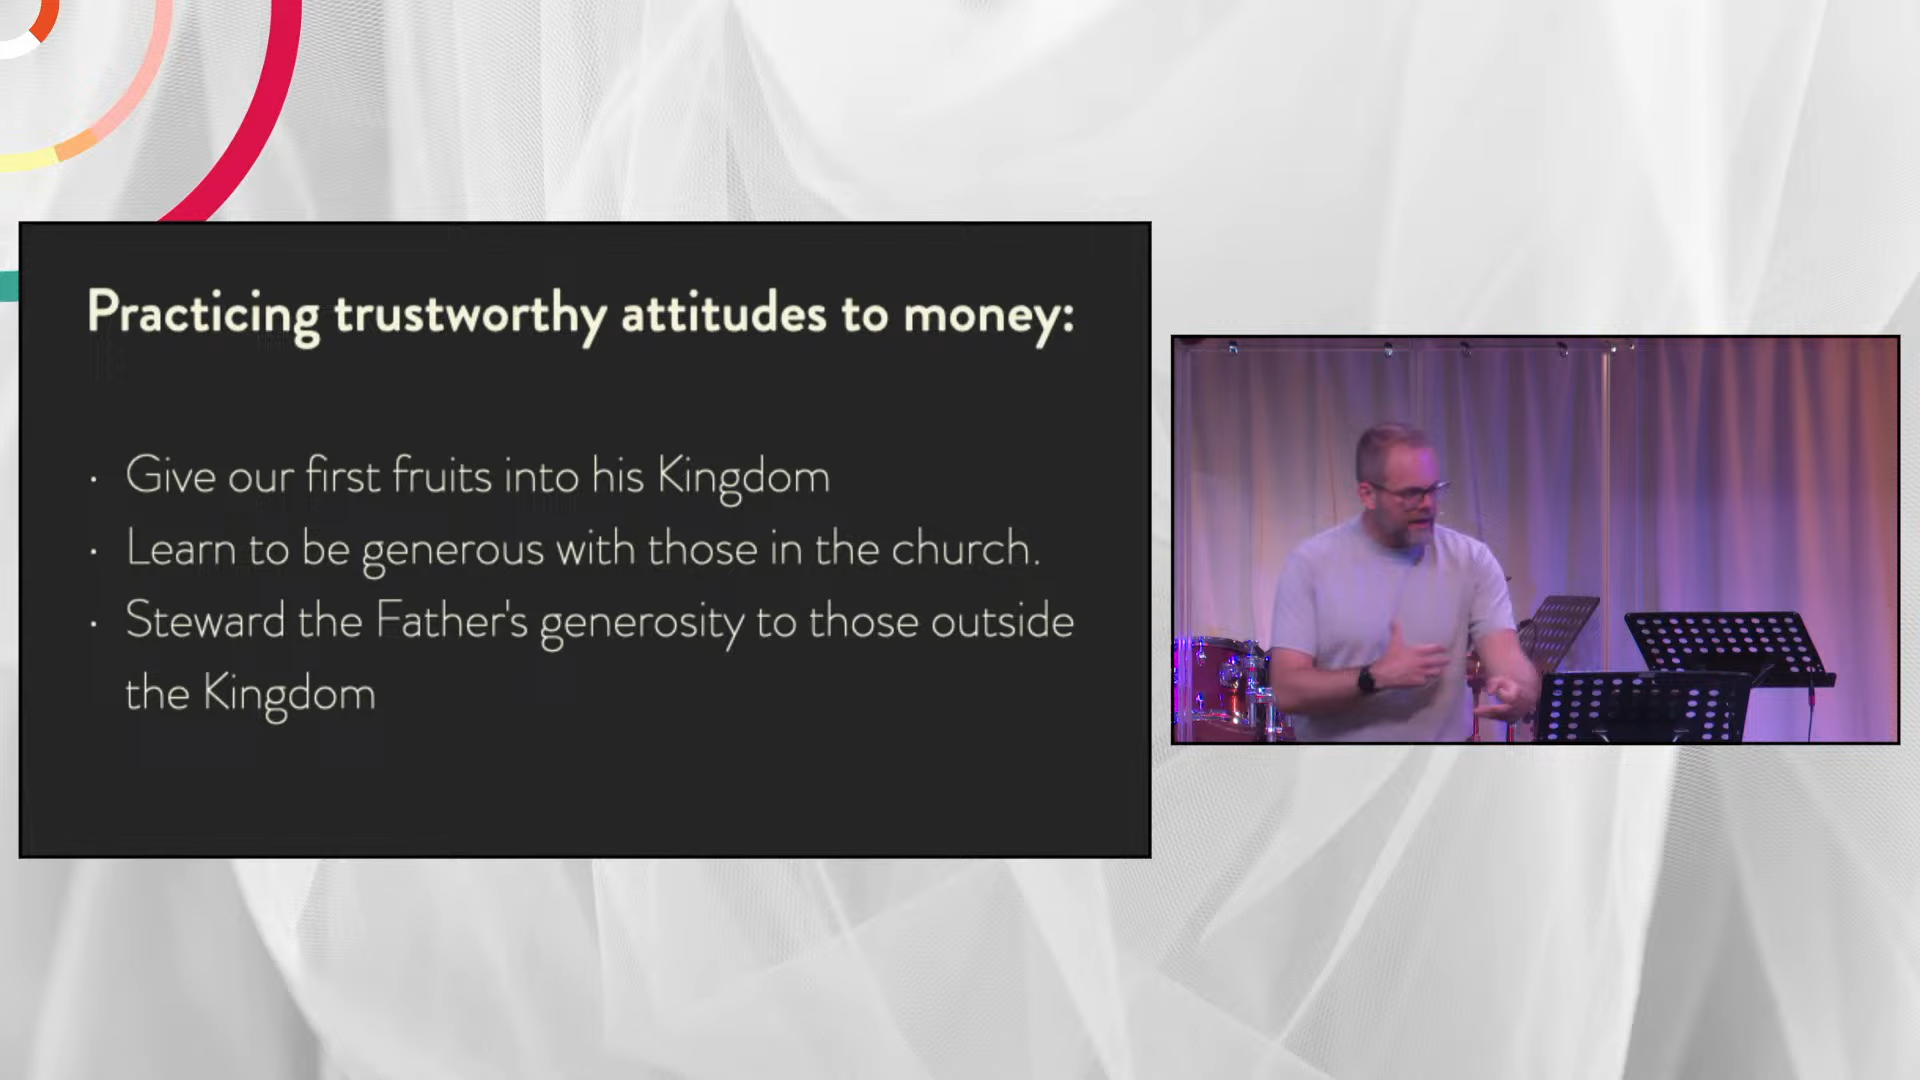 Practicing trustworthy attitudes to money:
· Give our first fruits into his Kingdom
· Learn to be generous with those in the church.
· Steward the Father's generosity to those outside
the Kingdom